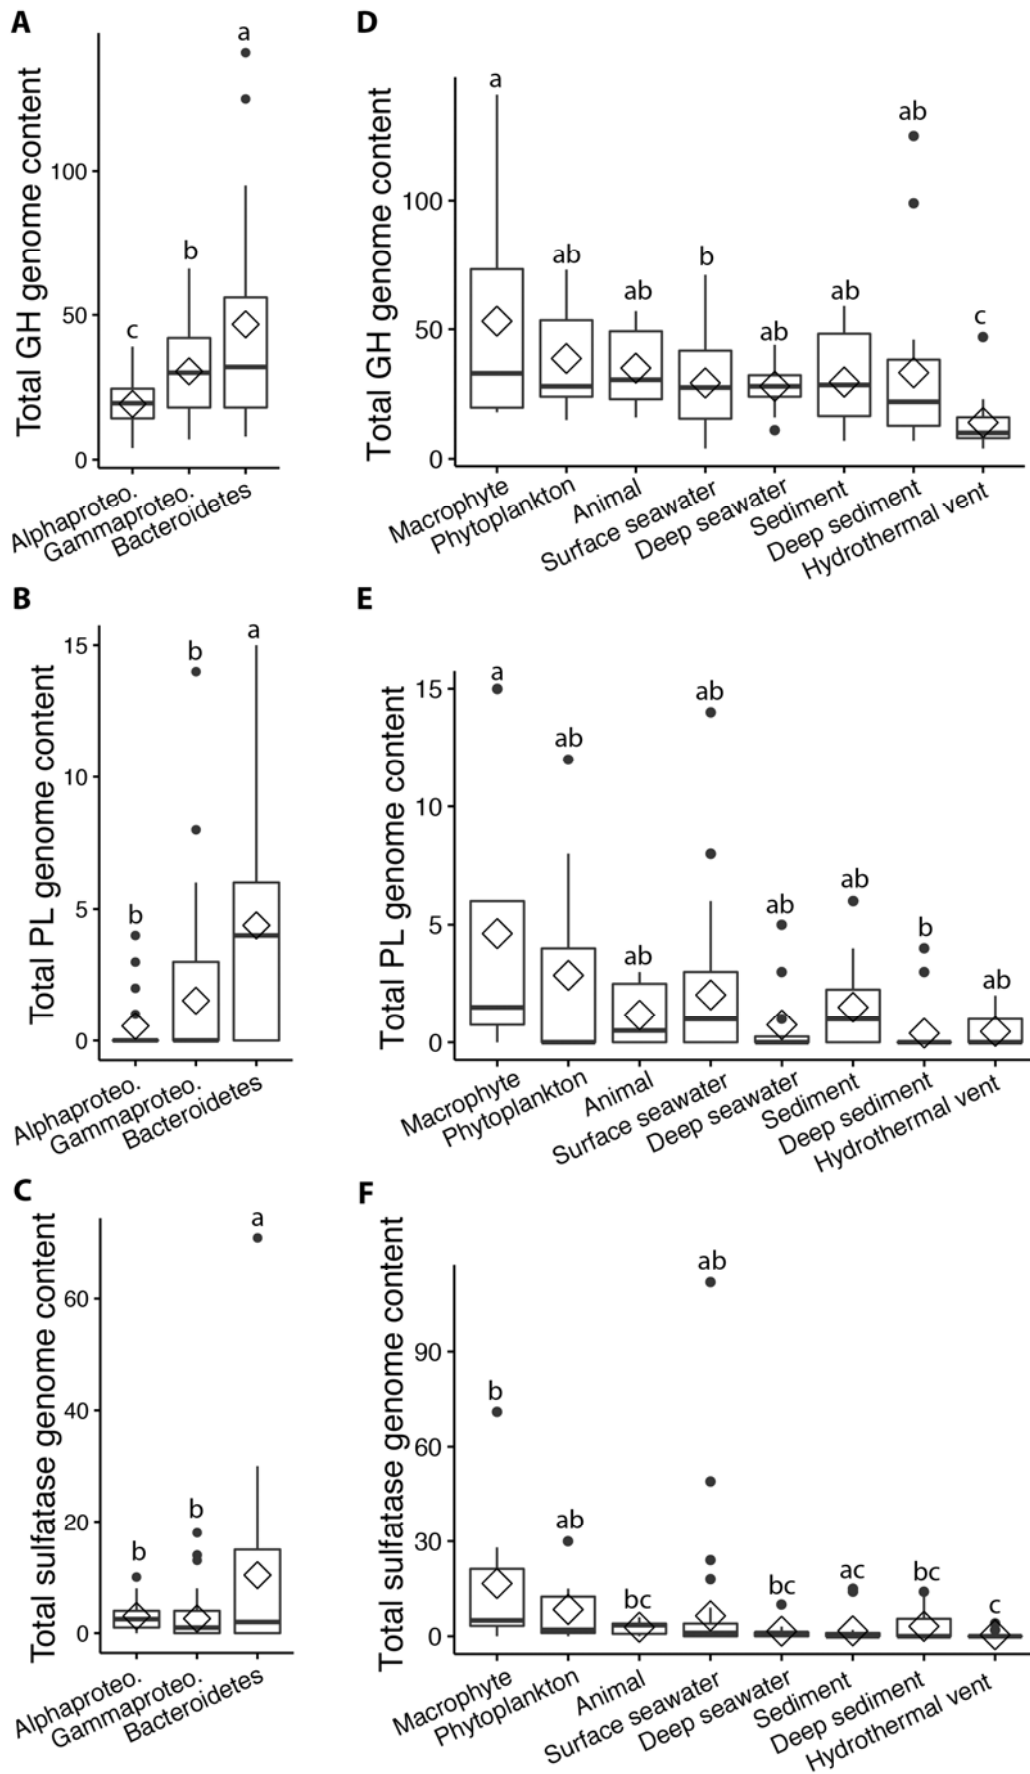 A
Total GH genome content
100
50
0
c
b
a
Alphaproteo.
Gammaproteo.
Bacteroidetes
D
Total GH genome content
100
50
0
a
ab
ab
b
ab
ab
ab
c
Macrophyte
Phytoplankton
Animal
Surface seawater
Deep seawater
Sediment
Deep sediment
Hydrothermal vent
B
Total PL genome content
15
10
5
0
b
b
a
Alphaproteo.
Gammaproteo.
Bacteroidetes
E
Total PL genome content
15
10
5
0
a
ab
ab
ab
ab
ab
b
ab
Macrophyte
Phytoplankton
Animal
Surface seawater
Deep seawater
Sediment
Deep sediment
Hydrothermal vent
C
Total sulfatase genome content
60
40
20
0
b
b
a
Alphaproteo.
Gammaproteo.
Bacteroidetes
F
Total sulfatase genome content
90
60
30
0
b
ab
bc
ab
bc
ac
bc
c
Macrophyte
Phytoplankton
Animal
Surface seawater
Deep seawater
Sediment
Deep sediment
Hydrothermal vent